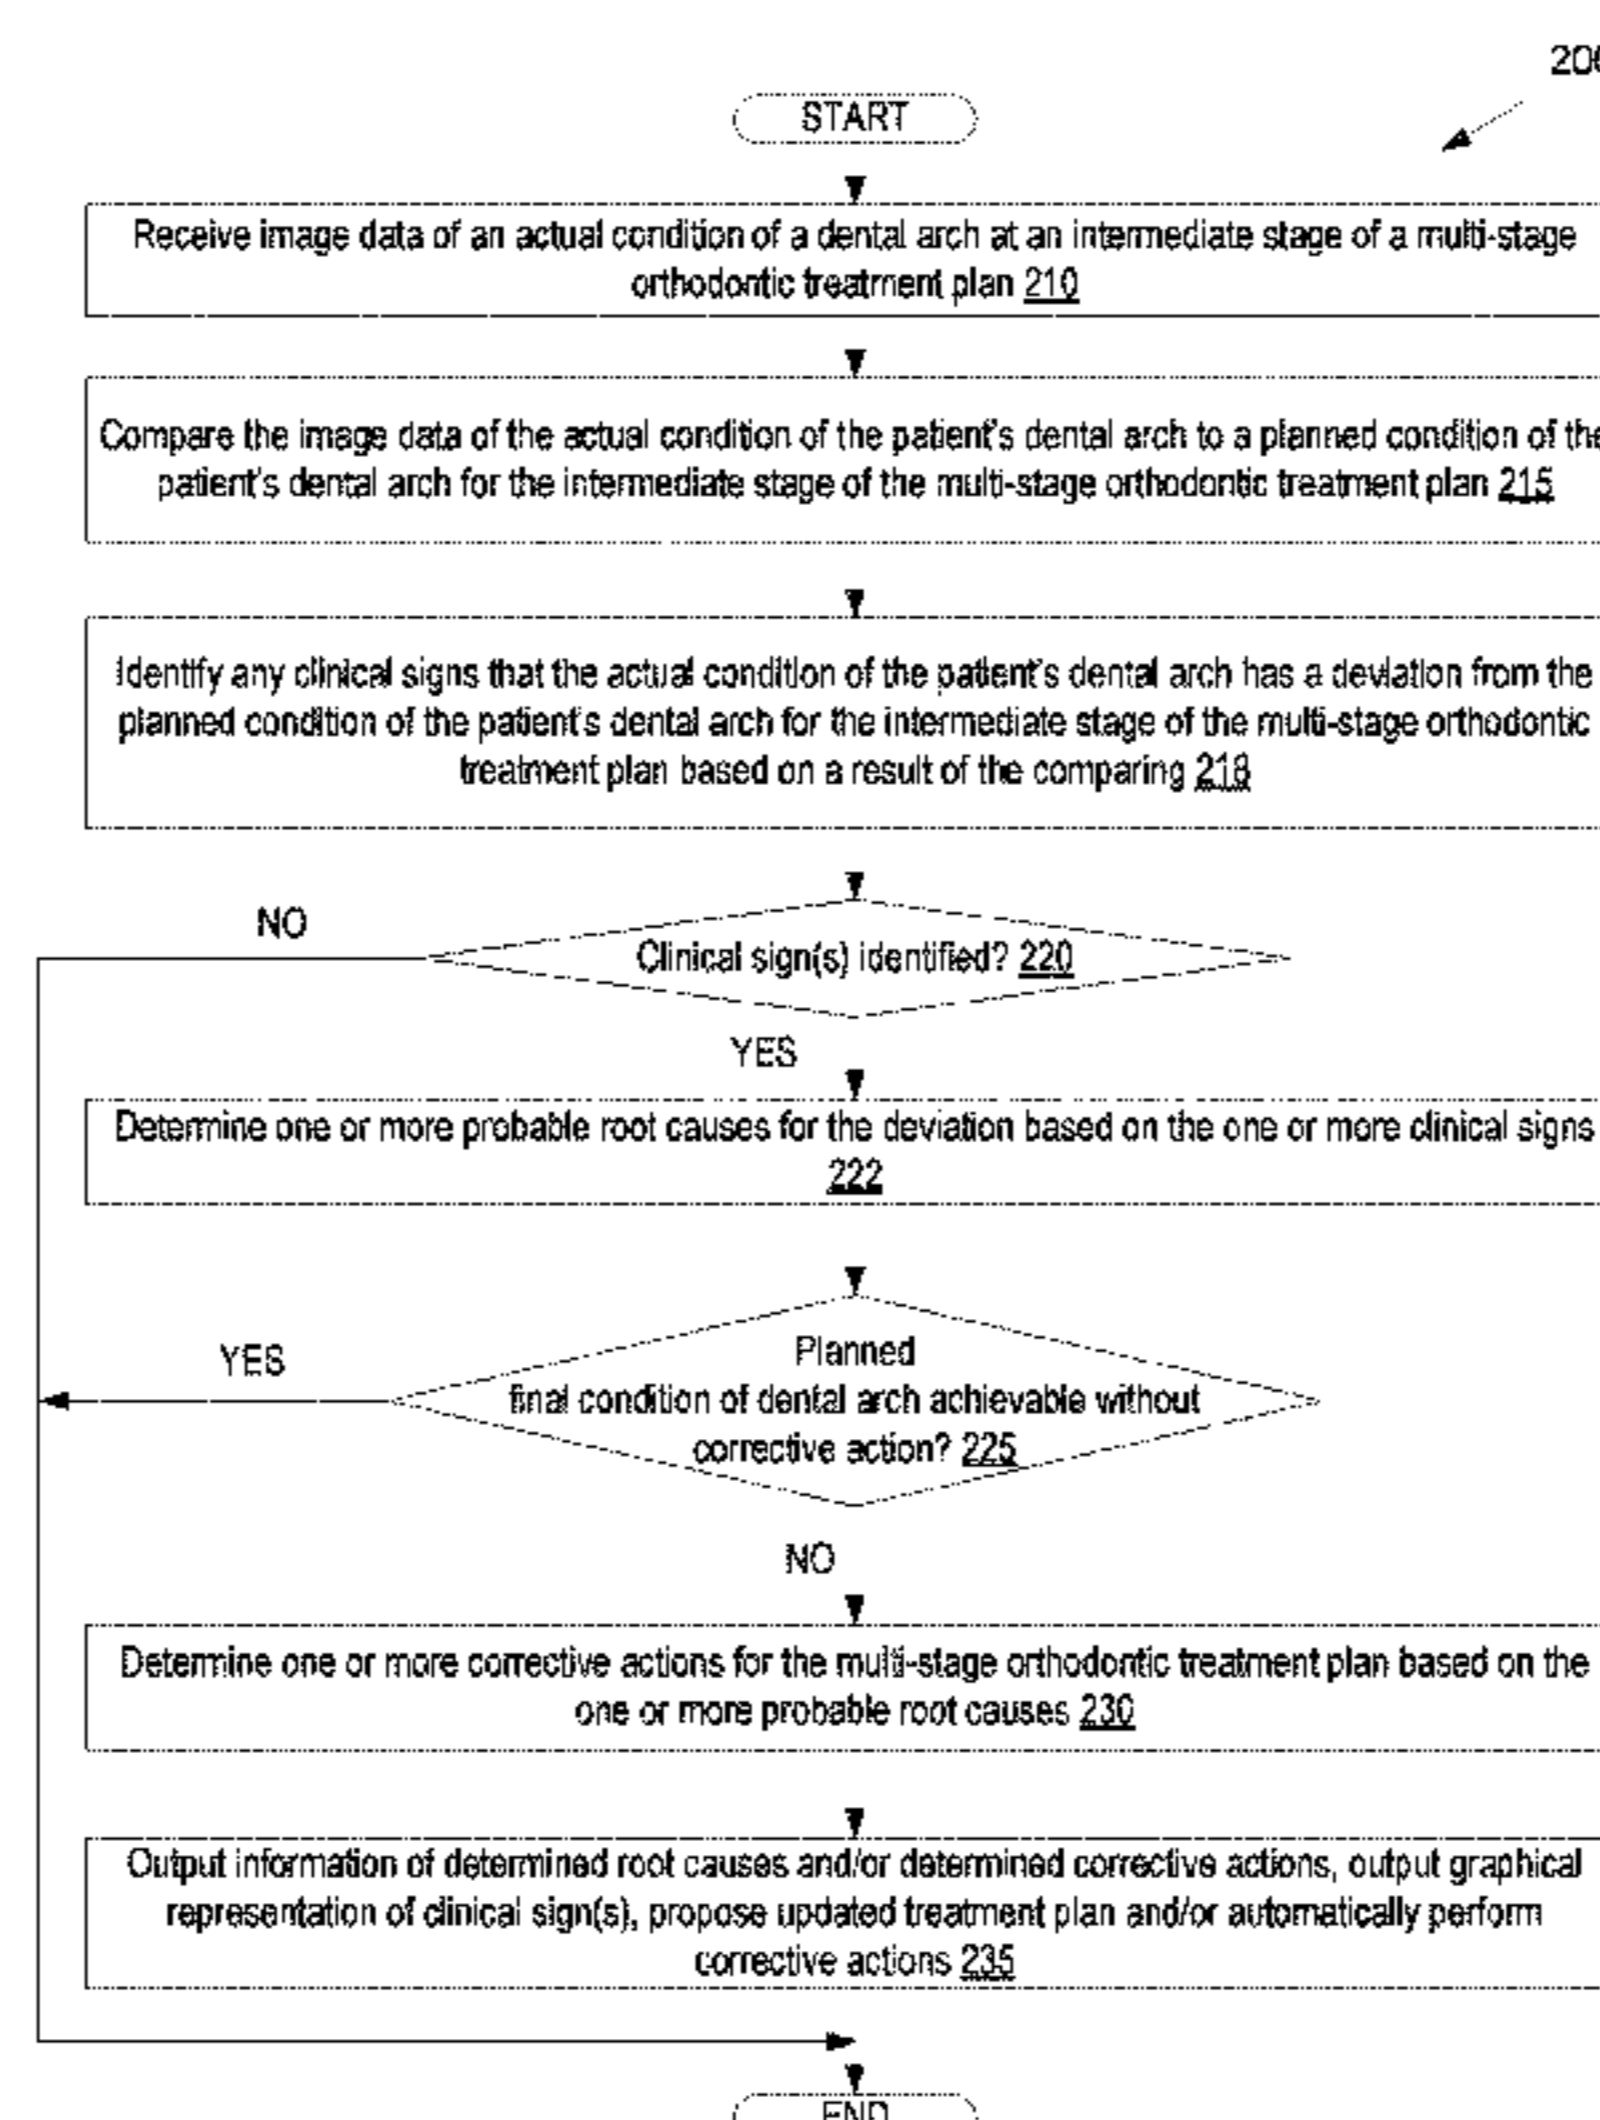 START
Receive image data of an actual condition of a dental arch at an intermediate stage of a multi-stage
orthodontic treatment plan 210
Compare the image data of the actual condition of the patient's dental arch to a planned condition of the
patient's dental arch for the intermediate stage of the multi-stage orthodontic treatment plan 215
Identify any clinical signs that the actual condition of the patient's dental arch has a deviation from the
planned condition of the patient's dental arch for the intermediate stage of the multi-stage orthodontic
treatment plan based on a result of the comparing 218
NO
Clinical sign(s) identified? 220
YES
Determine one or more probable root causes for the deviation based on the one or more clinical signs
222
YES
Planned
final condition of dental arch achievable without
corrective action? 225
NO
Determine one or more corrective actions for the multi-stage orthodontic treatment plan based on the
one or more probable root causes 230
Output information of determined root causes and/or determined corrective actions, output graphical
representation of clinical sign(s), propose updated treatment plan and/or automatically perform
corrective actions 235
END